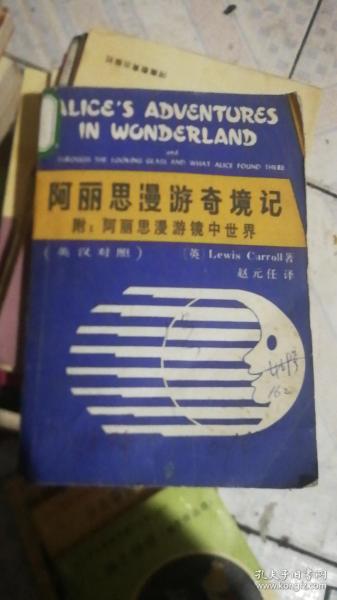 ALICE'S ADVENTURES
IN WONDERLAND
and
THROUGH THE LOOKING GLASS AND WHAT ALICE FOUND THERE
阿丽思漫游奇境记
附：阿丽思漫游镜中世界
（英汉对照）
〔英〕Lewis Carroll著
赵元任 译
162
孔夫子旧书网